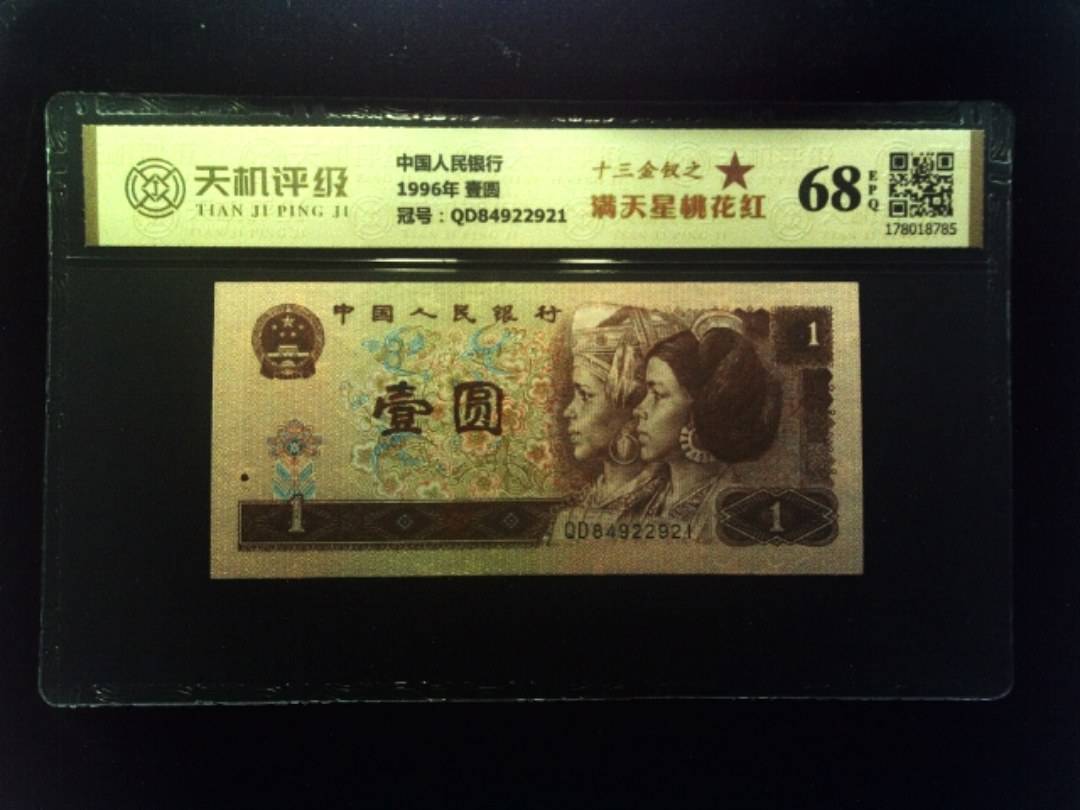 天机评级
TIAN JI PING JI
中国人民银行
1996年 壹圆
冠号：QD84922921
十三金钗之
满天星桃花红
68
EPQ
178018785
中国人民银行
1
壹圆
1
QD84922921
1